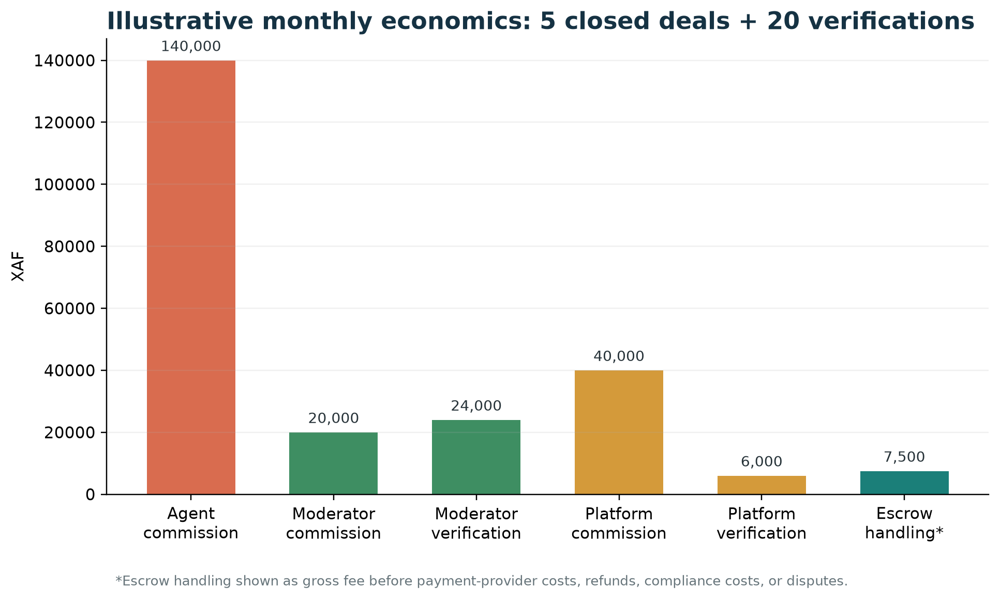 Illustrative monthly economics: 5 closed deals + 20 verifications
140,000
140000
120000
100000
80000
60000
40000
20000
0
XAF
20,000
24,000
40,000
6,000
7,500
Agent
commission
Moderator
commission
Moderator
verification
Platform
commission
Platform
verification
Escrow
handling*
*Escrow handling shown as gross fee before payment-provider costs, refunds, compliance costs, or disputes.